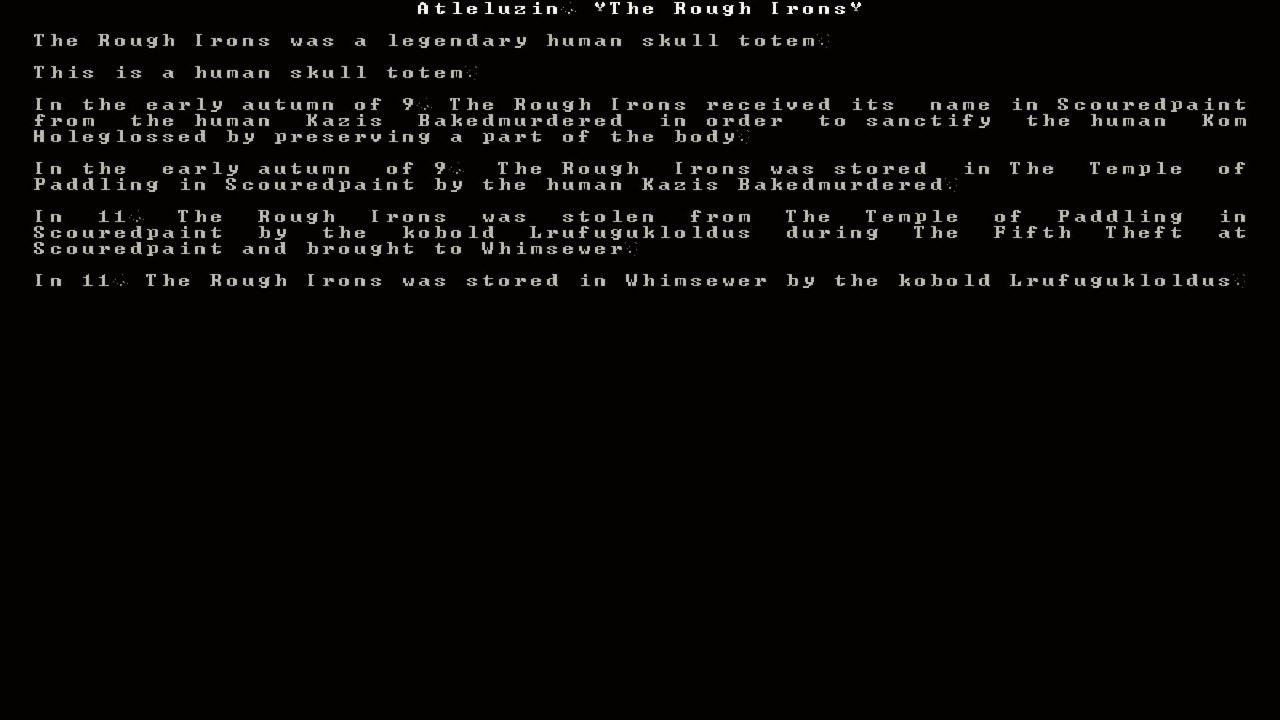 Atleluzin, "The Rough Irons"
The Rough Irons was a legendary human skull totem.
This is a human skull totem.
In the early autumn of 9, The Rough Irons received its name in Scouredpaint
from the human Kazis Bakedmurdered in order to sanctify the human Kom
Holeglossed by preserving a part of the body.
In the early autumn of 9, The Rough Irons was stored in The Temple of
Paddling in Scouredpaint by the human Kazis Bakedmurdered.
In 11, The Rough Irons was stolen from The Temple of Paddling in
Scouredpaint by the kobold Lrufugukloldus during The Fifth Theft at
Scouredpaint and brought to Whimsewer.
In 11, The Rough Irons was stored in Whimsewer by the kobold Lrufugukloldus.